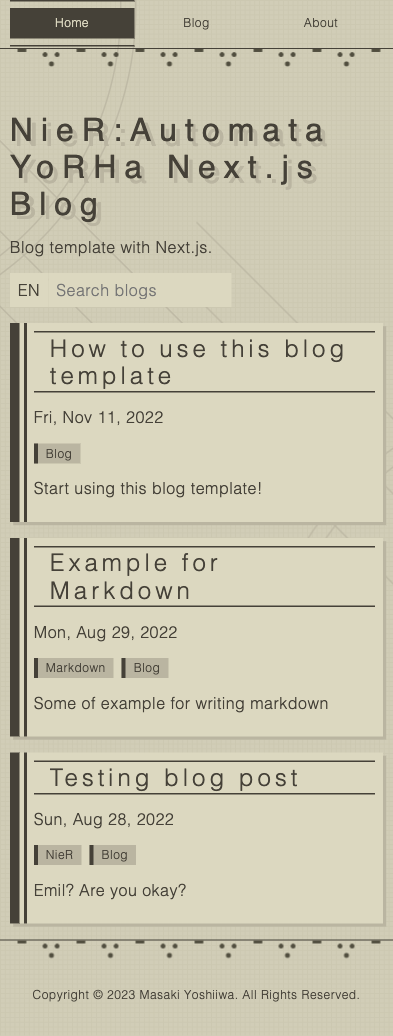 Home Blog About
NieR:Automata
YoRHa Next.js
Blog
Blog template with Next.js.
EN Search blogs
How to use this blog
template
Fri, Nov 11, 2022
Blog
Start using this blog template!
Example for
Markdown
Mon, Aug 29, 2022
Markdown Blog
Some of example for writing markdown
Testing blog post
Sun, Aug 28, 2022
NieR Blog
Emil? Are you okay?
Copyright © 2023 Masaki Yoshiiwa. All Rights Reserved.